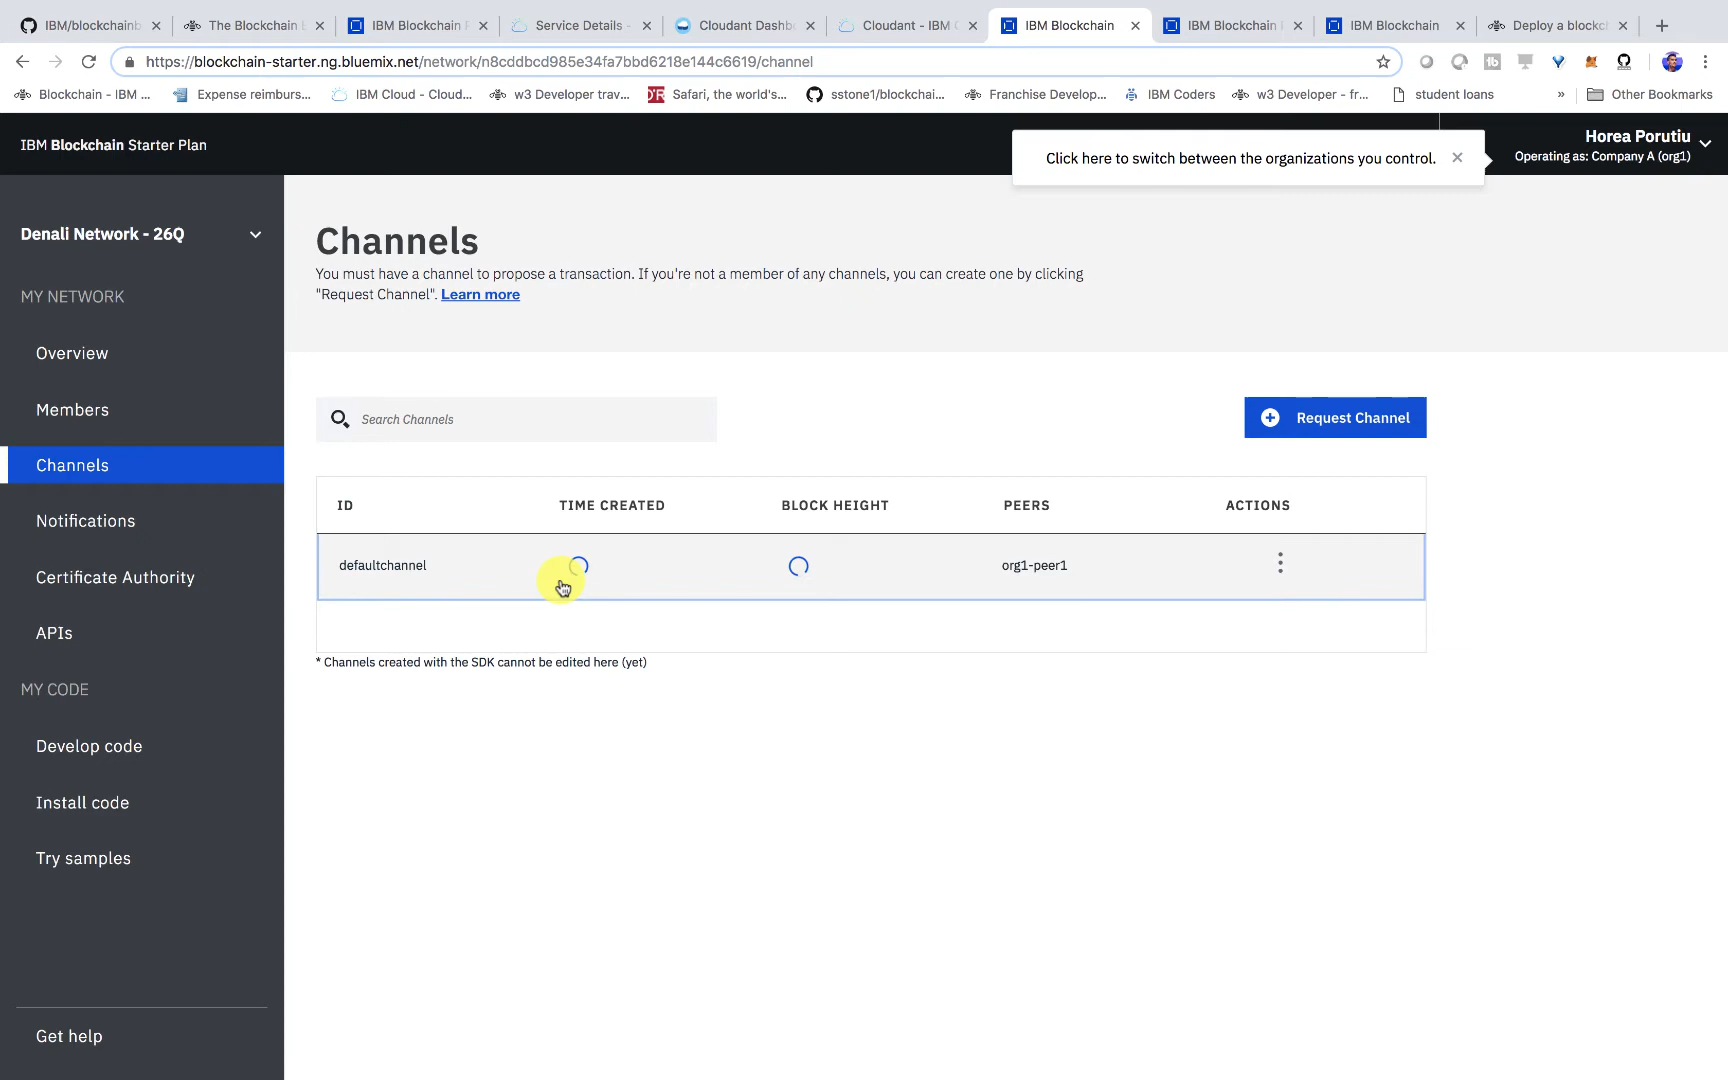 IBM/blockchainb
The Blockchain E
IBM Blockchain P
Service Details -
Cloudant Dashbo
Cloudant - IBM C
IBM Blockchain
IBM Blockchain
IBM Blockchain
Deploy a blockch
https://blockchain-starter.ng.bluemix.net/network/n8cddbcd985e34fa7bbd6218e144c6619/channel
Blockchain - IBM ...
Expense reimburs...
IBM Cloud - Cloud...
w3 Developer trav...
Safari, the world's...
sstone1/blockchai...
Franchise Develop...
IBM Coders
w3 Developer - fr...
student loans
»
Other Bookmarks
IBM Blockchain Starter Plan
Click here to switch between the organizations you control.
Horea Porutiu
Operating as: Company A (org1)
Denali Network - 26Q
MY NETWORK
Overview
Members
Channels
Notifications
Certificate Authority
APIs
MY CODE
Develop code
Install code
Try samples
Get help
Channels
You must have a channel to propose a transaction. If you're not a member of any channels, you can create one by clicking
"Request Channel". Learn more
Search Channels
Request Channel
ID TIME CREATED BLOCK HEIGHT PEERS ACTIONS
defaultchannel org1-peer1
* Channels created with the SDK cannot be edited here (yet)